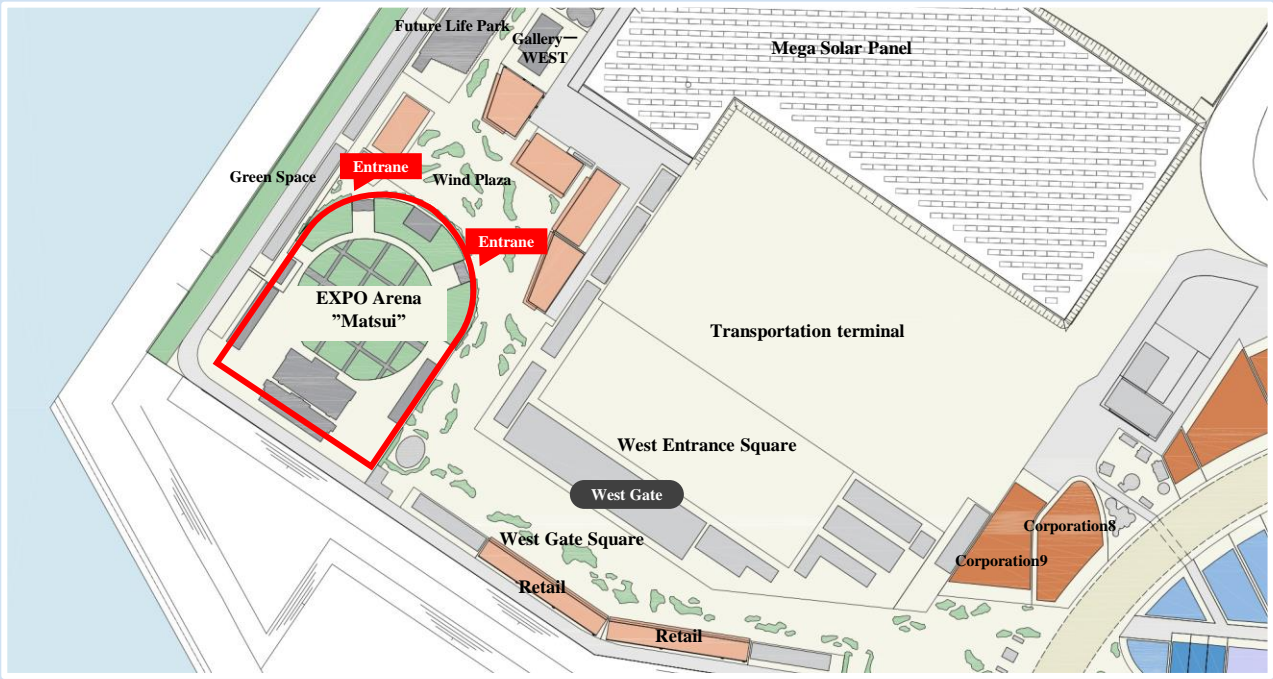 Future Life Park
Gallery—
WEST
Mega Solar Panel
Entrane
Green Space
Wind Plaza
Entrane
EXPO Arena
”Matsui”
Transportation terminal
West Entrance Square
West Gate
Corporation8
West Gate Square
Corporation9
Retail
Retail